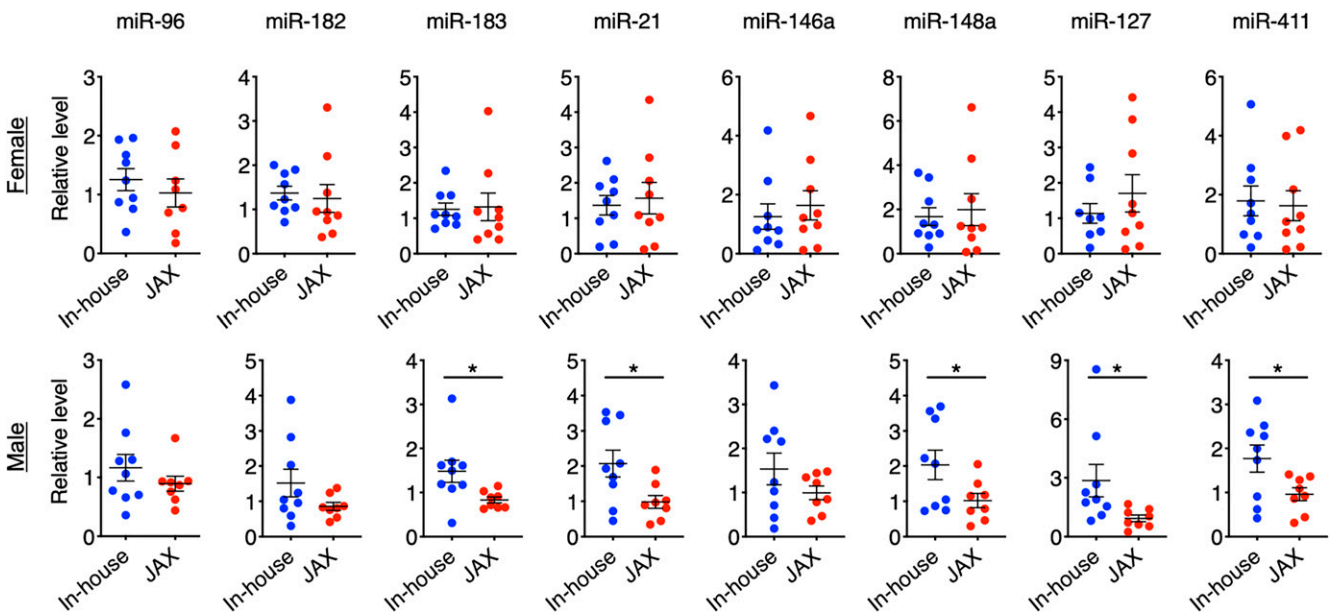 miR-96 miR-182 miR-183 miR-21 miR-146a miR-148a miR-127 miR-411
Female
Relative level
3 2 1 0
5 4 3 2 1 0
5 4 3 2 1 0
5 4 3 2 1 0
5 4 3 2 1 0
8 6 4 2 0
5 4 3 2 1 0
6 4 2 0
In-house JAX In-house JAX In-house JAX In-house JAX In-house JAX In-house JAX In-house JAX In-house JAX
Male
Relative level
3 2 1 0
5 4 3 2 1 0
4 3 2 1 0
5 4 3 2 1 0
4 3 2 1 0
5 4 3 2 1 0
9 6 3 0
4 3 2 1 0
* * * * *
In-house JAX In-house JAX In-house JAX In-house JAX In-house JAX In-house JAX In-house JAX In-house JAX